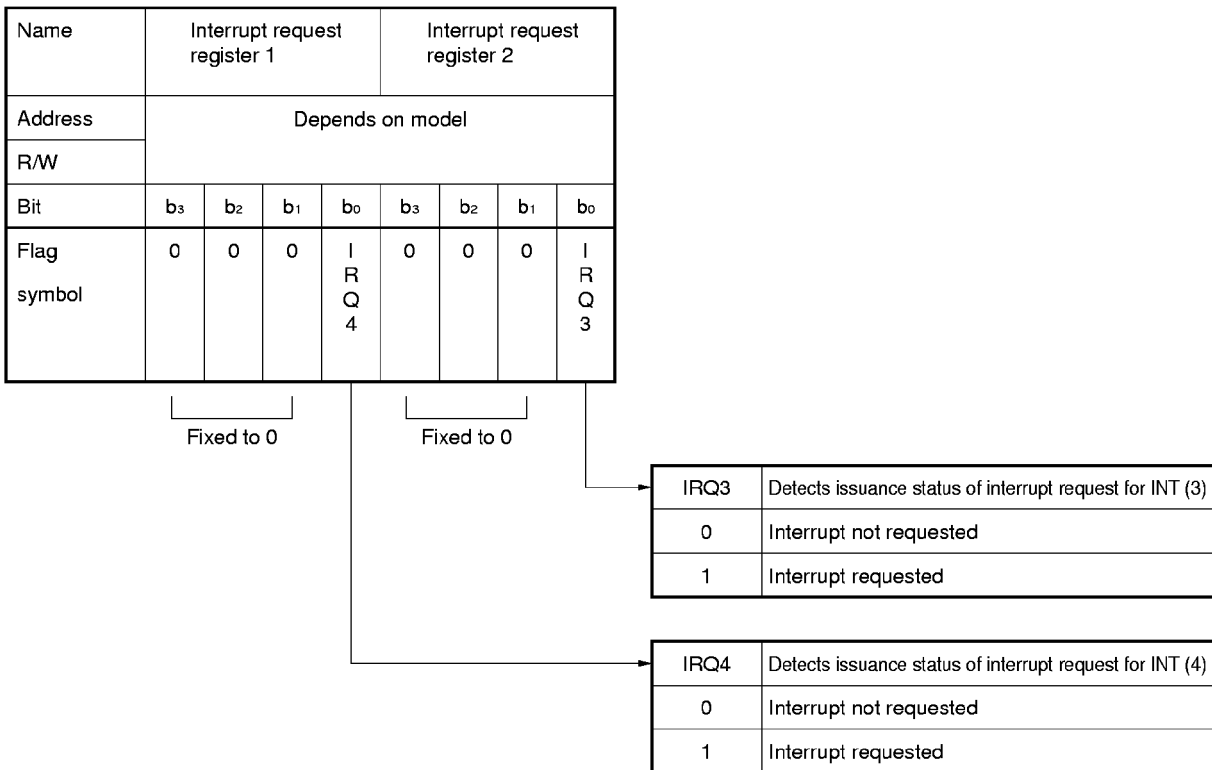 Name
Interrupt request
register 1
Interrupt request
register 2
Address
Depends on model
R/W
Bit
b3 b2 b1 b0 b3 b2 b1 b0
Flag
symbol
0 0 0
I
R
Q
4
0 0 0
I
R
Q
3
Fixed to 0
Fixed to 0
IRQ3 Detects issuance status of interrupt request for INT (3)
0 Interrupt not requested
1 Interrupt requested
IRQ4 Detects issuance status of interrupt request for INT (4)
0 Interrupt not requested
1 Interrupt requested